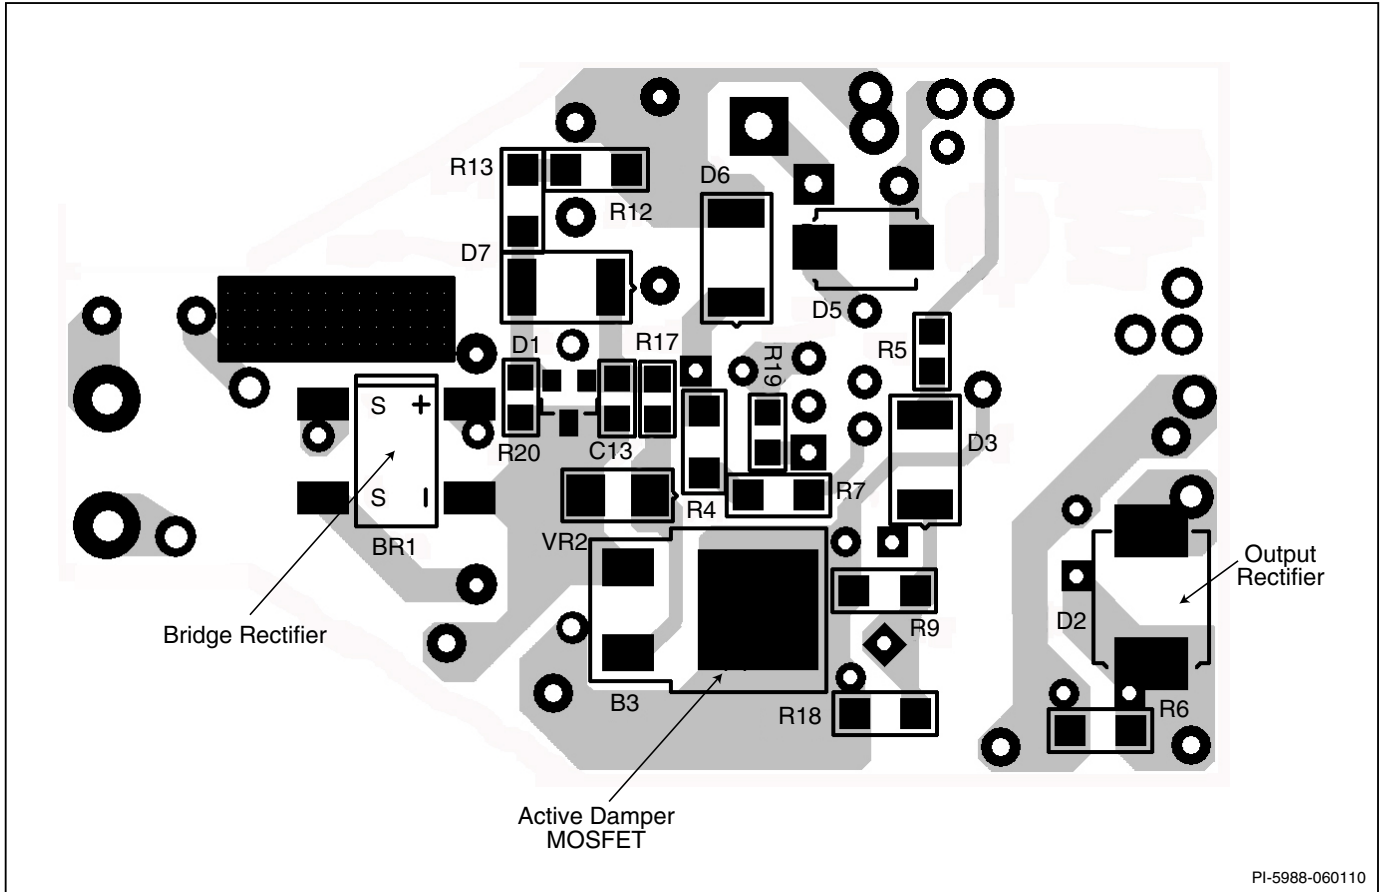 R13
R12
D6
D7
D5
D1
R17
R19
R5
S +
D3
R20
C13
S –
R4
R7
BR1
VR2
Output
Rectifier
D2
R9
Bridge Rectifier
B3
R18
R6
Active Damper
MOSFET
PI-5988-060110